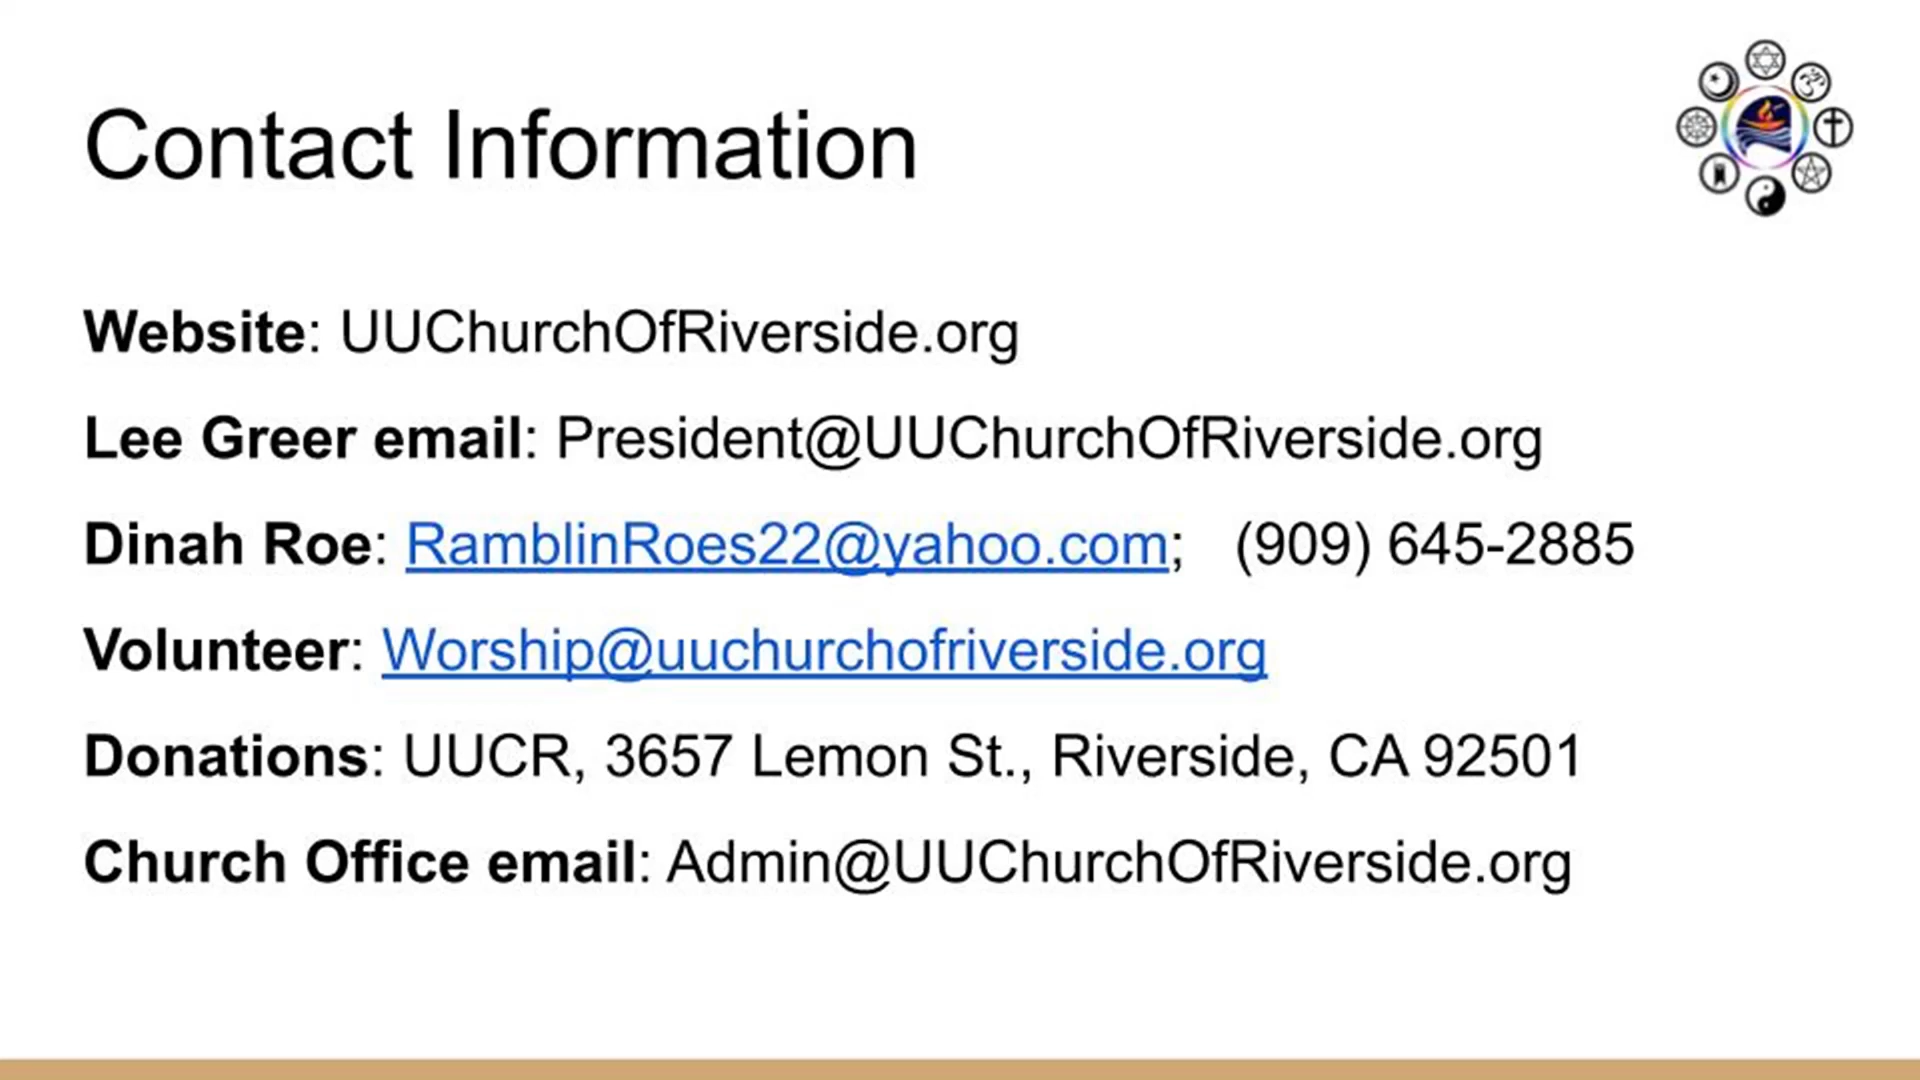 Contact Information
Website: UUChurchOfRiverside.org
Lee Greer email: President@UUChurchOfRiverside.org
Dinah Roe: RamblinRoes22@yahoo.com; (909) 645-2885
Volunteer: Worship@uuchurchofriverside.org
Donations: UUCR, 3657 Lemon St., Riverside, CA 92501
Church Office email: Admin@UUChurchOfRiverside.org